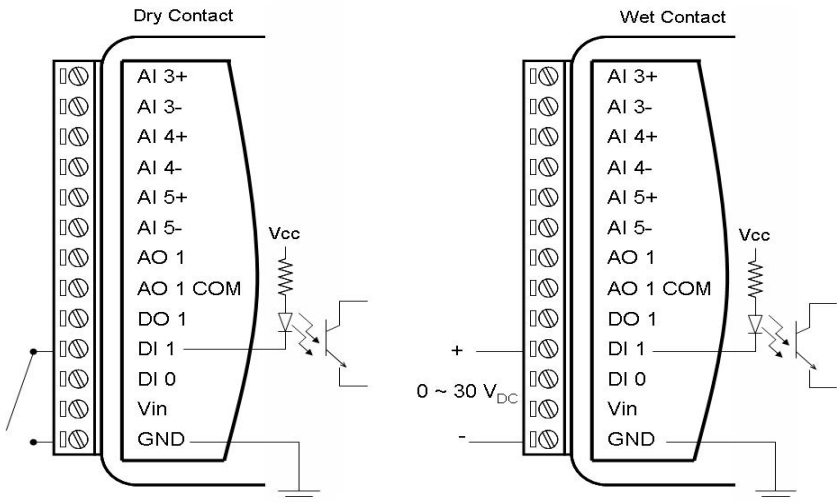 Dry Contact
AI 3+
AI 3-
AI 4+
AI 4-
AI 5+
AI 5-
AO 1
AO 1 COM
DO 1
DI 1
DI 0
Vin
GND
Vcc
Wet Contact
AI 3+
AI 3-
AI 4+
AI 4-
AI 5+
AI 5-
AO 1
AO 1 COM
DO 1
DI 1
DI 0
Vin
GND
Vcc
+
0 ~ 30 VDC
-